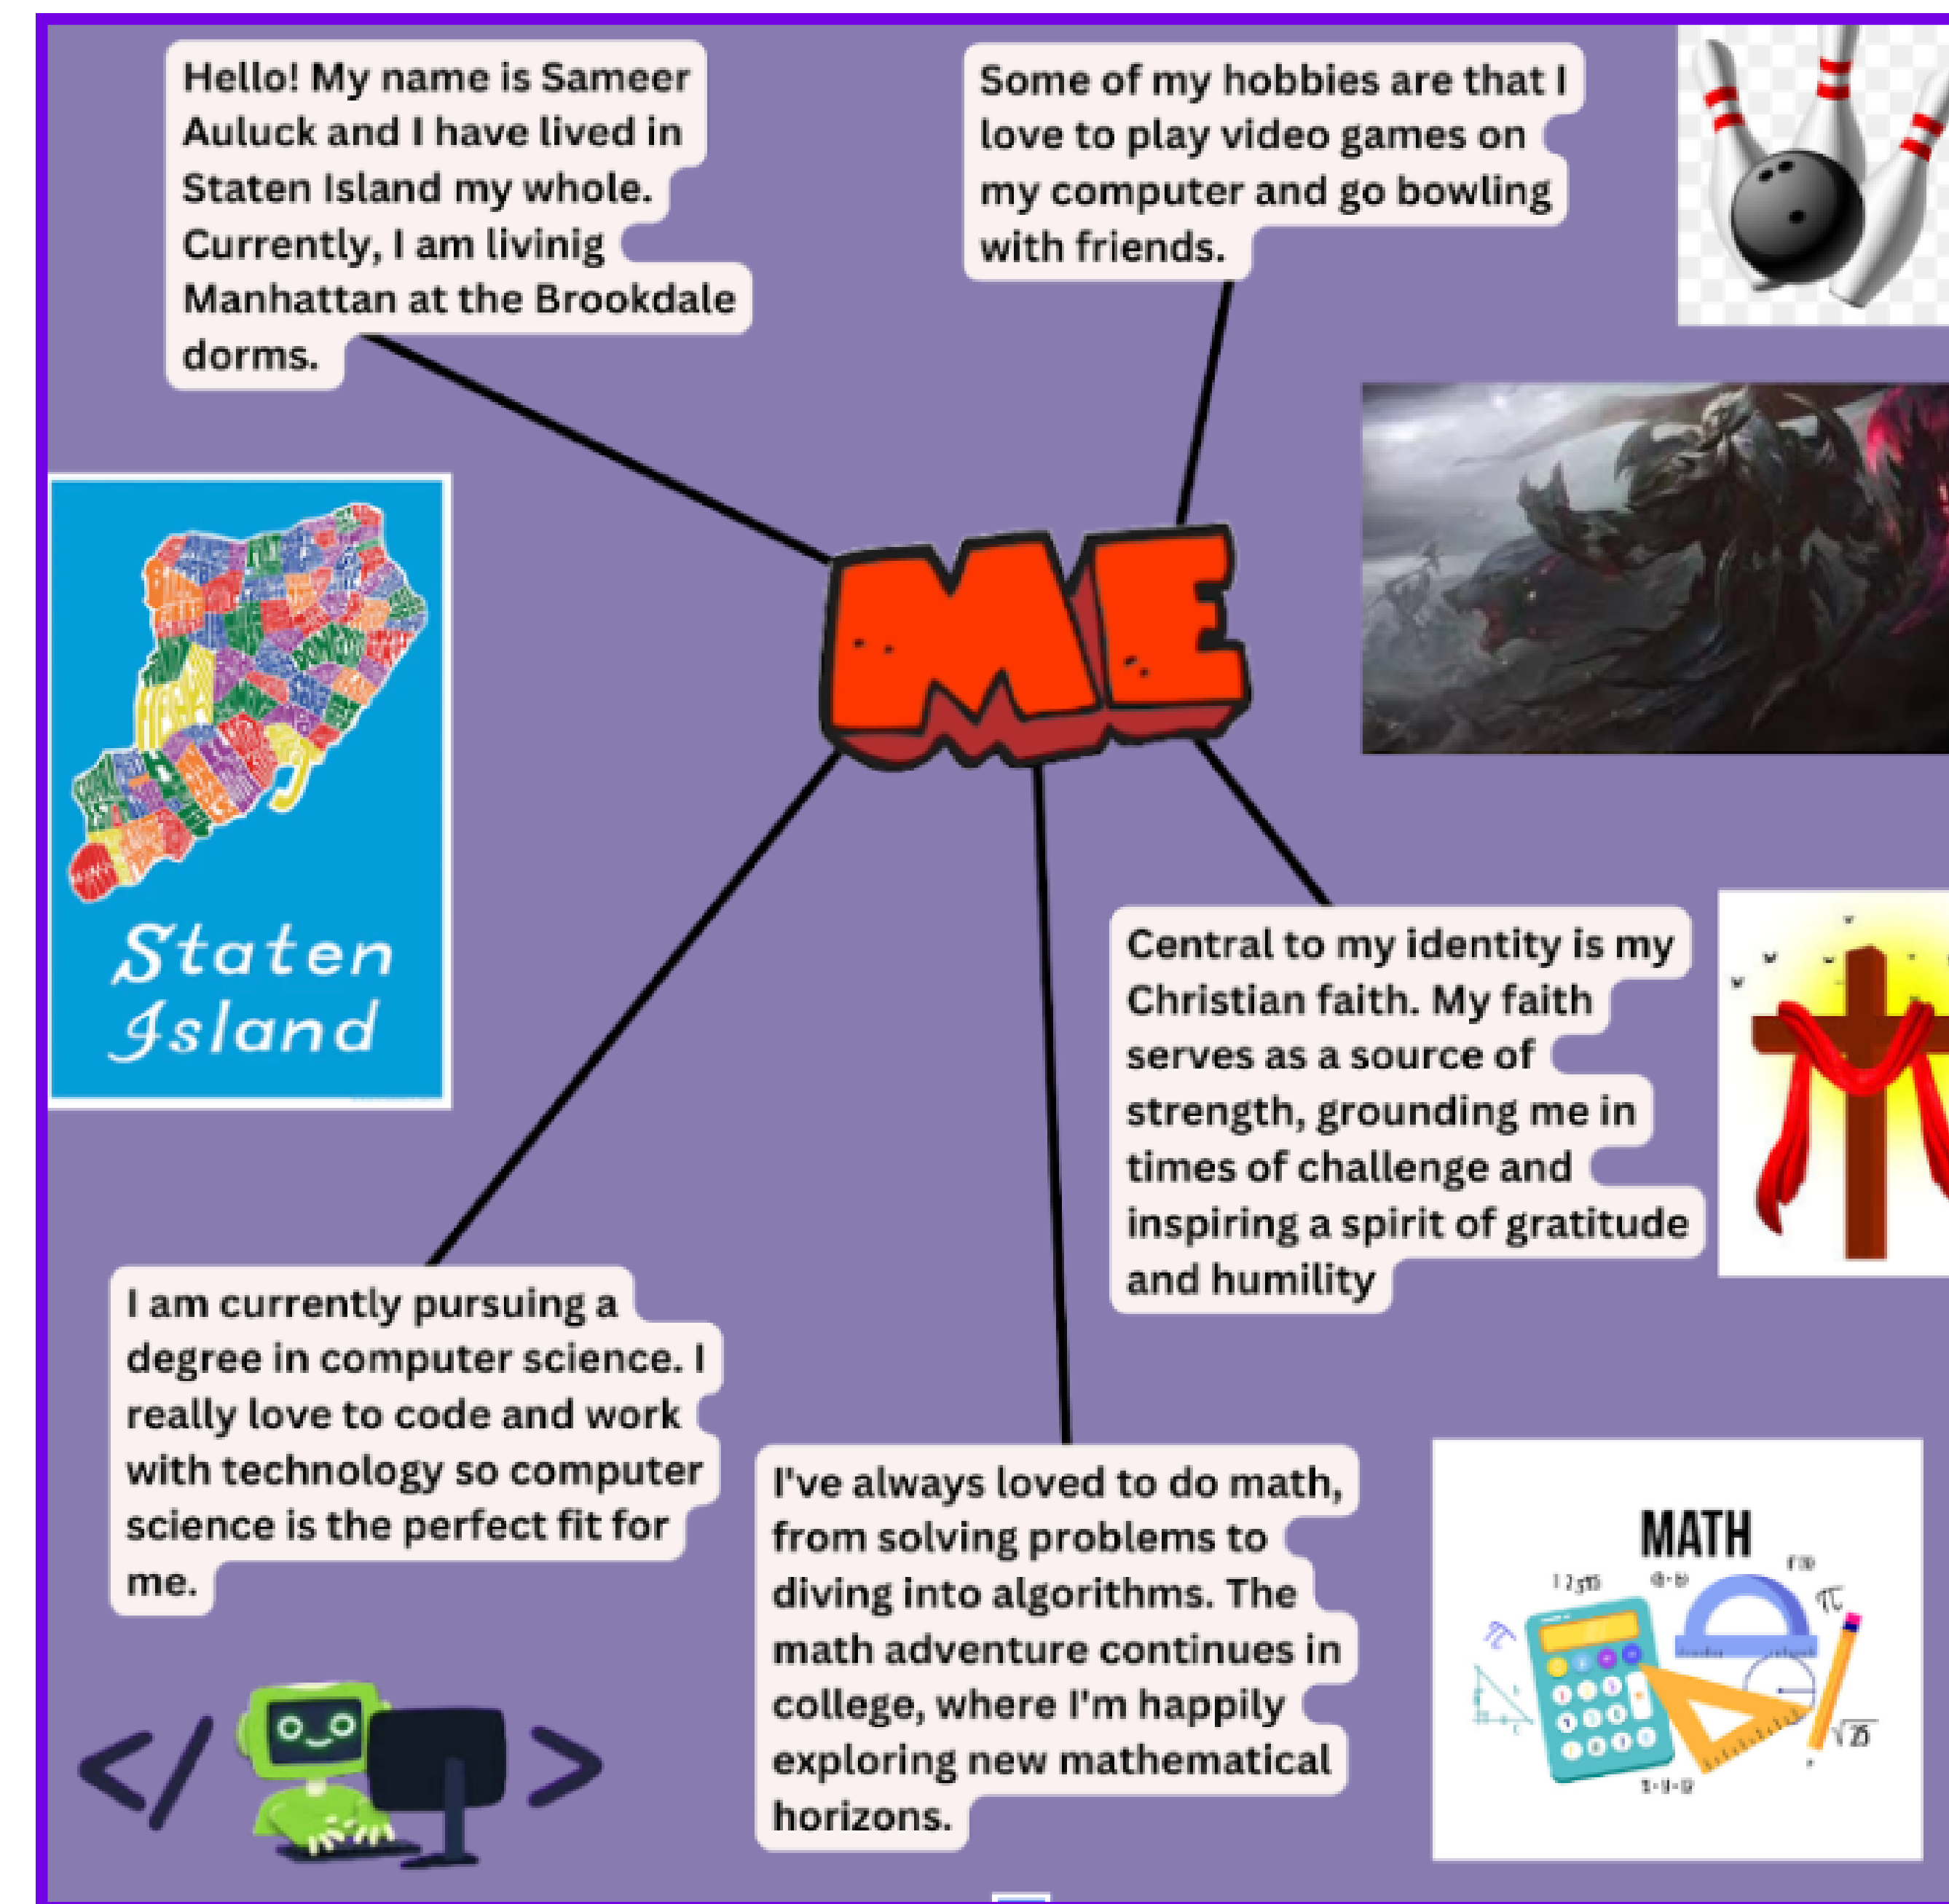 Hello! My name is Sameer
Auluck and I have lived in
Staten Island my whole.
Currently, I am livinig
Manhattan at the Brookdale
dorms.
Some of my hobbies are that I
love to play video games on
my computer and go bowling
with friends.
ME
Staten
Island
Central to my identity is my
Christian faith. My faith
serves as a source of
strength, grounding me in
times of challenge and
inspiring a spirit of gratitude
and humility
I am currently pursuing a
degree in computer science. I
really love to code and work
with technology so computer
science is the perfect fit for
me.
</ >
I've always loved to do math,
from solving problems to
diving into algorithms. The
math adventure continues in
college, where I'm happily
exploring new mathematical
horizons.
MATH
π
π
√25